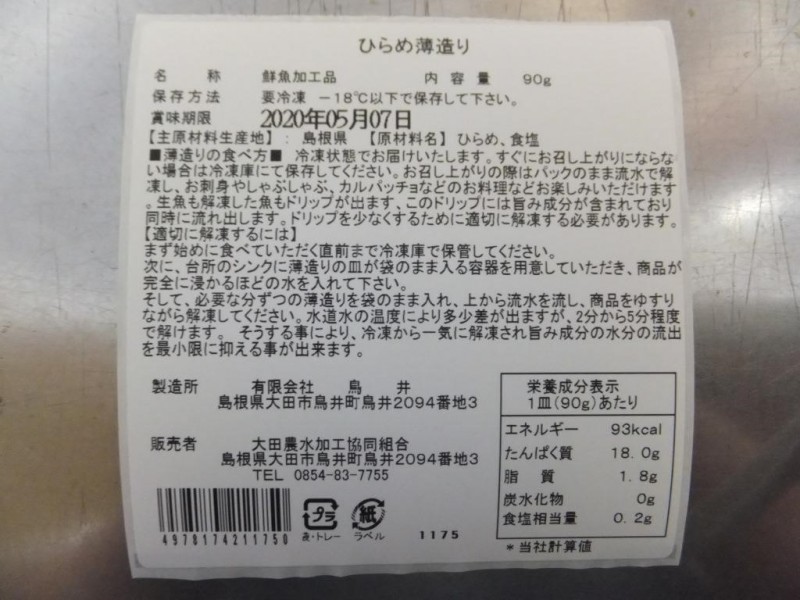 ひらめ薄造り
名　称　鮮魚加工品　内容量　90g
保存方法　要冷凍　－18℃以下で保存して下さい。
賞味期限　2020年05月07日
【主原材料生産地】：島根県　【原材料名】ひらめ、食塩
■薄造りの食べ方■　冷凍状態でお届けいたします。すぐにお召し上がりにならな
い場合は冷凍庫にて保存してください。お召し上がりの際はパックのまま流水で解
凍し、お刺身やしゃぶしゃぶ、カルパッチョなどのお料理などお楽しみいただけます
。生魚も解凍した魚もドリップが出ます、このドリップには旨み成分が含まれており
同時に流れ出します。ドリップを少なくするために適切に解凍する必要があります。
【適切に解凍するには】
まず始めに食べていただく直前まで冷凍庫で保管してください。
次に、台所のシンクに薄造りの皿が袋のまま入る容器を用意していただき、商品が
完全に浸かるほどの水を入れて下さい。
そして、必要な分ずつの薄造りを袋のまま入れ、上から流水を流し、商品をゆすり
ながら解凍してください。水道水の温度により多少差が出ますが、2分から5分程度
で解けます。　そうする事により、冷凍から一気に解凍され旨み成分の水分の流出
を最小限に抑える事が出来ます。
製造所　有限会社　鳥　井
島根県大田市鳥井町鳥井2094番地3
販売者　大田農水加工協同組合
島根県大田市鳥井町鳥井2094番地3
TEL 0854-83-7755
栄養成分表示
1皿(90g)あたり
エネルギー　93kcal
たんぱく質　18.0g
脂　質　1.8g
炭水化物　0g
食塩相当量　0.2g
*当社計算値
4978174211750
プラ
袋・トレー
紙
ラベル
1175